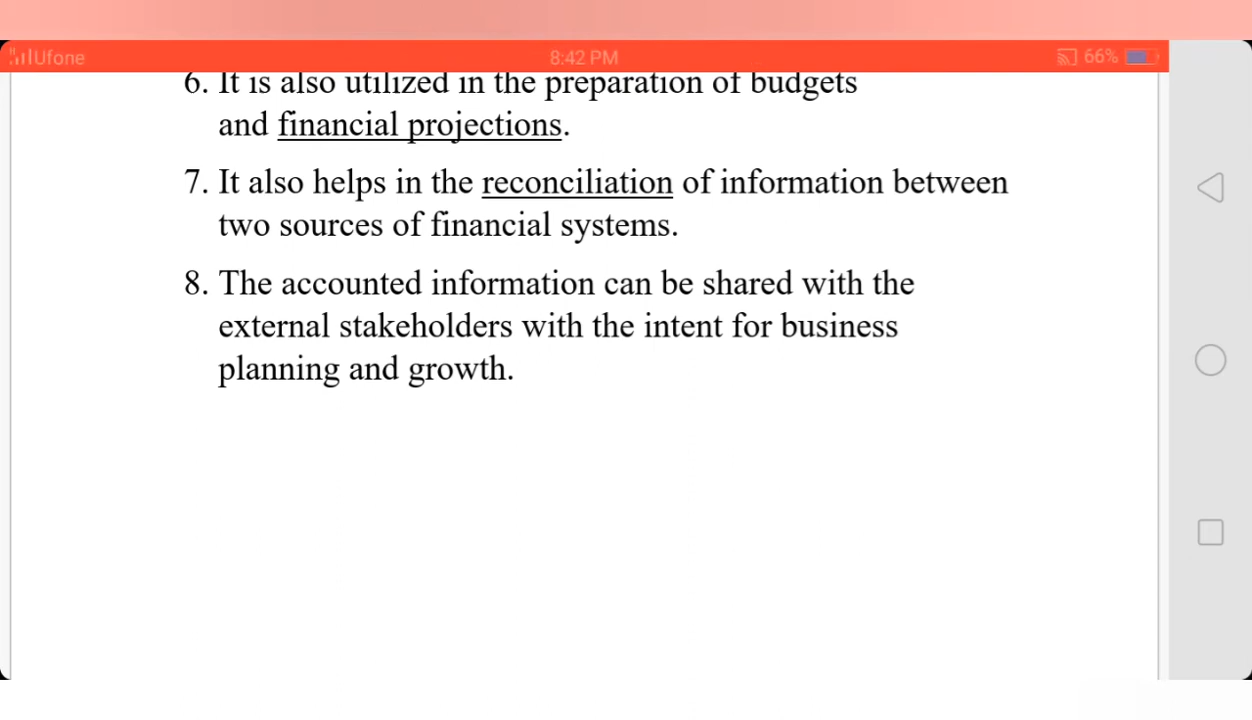 Ufone 8:42 PM 66%
6. It is also utilized in the preparation of budgets
and financial projections.
7. It also helps in the reconciliation of information between
two sources of financial systems.
8. The accounted information can be shared with the
external stakeholders with the intent for business
planning and growth.